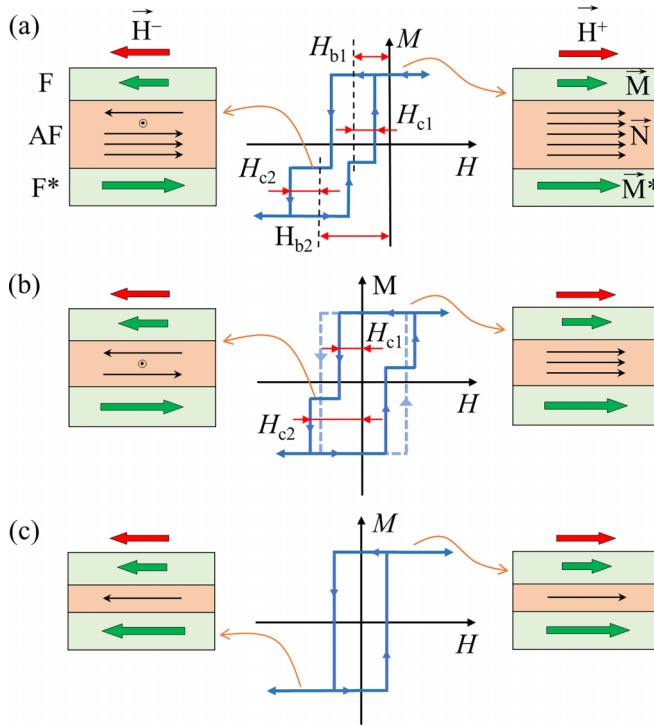 (a)
H⃗⁻
H⃗⁺
F
AF
F*
H_b1
M
H_c1
H
H_c2
H_b2
M⃗
N⃗
M⃗*
(b)
M
H_c1
H
H_c2
(c)
M
H